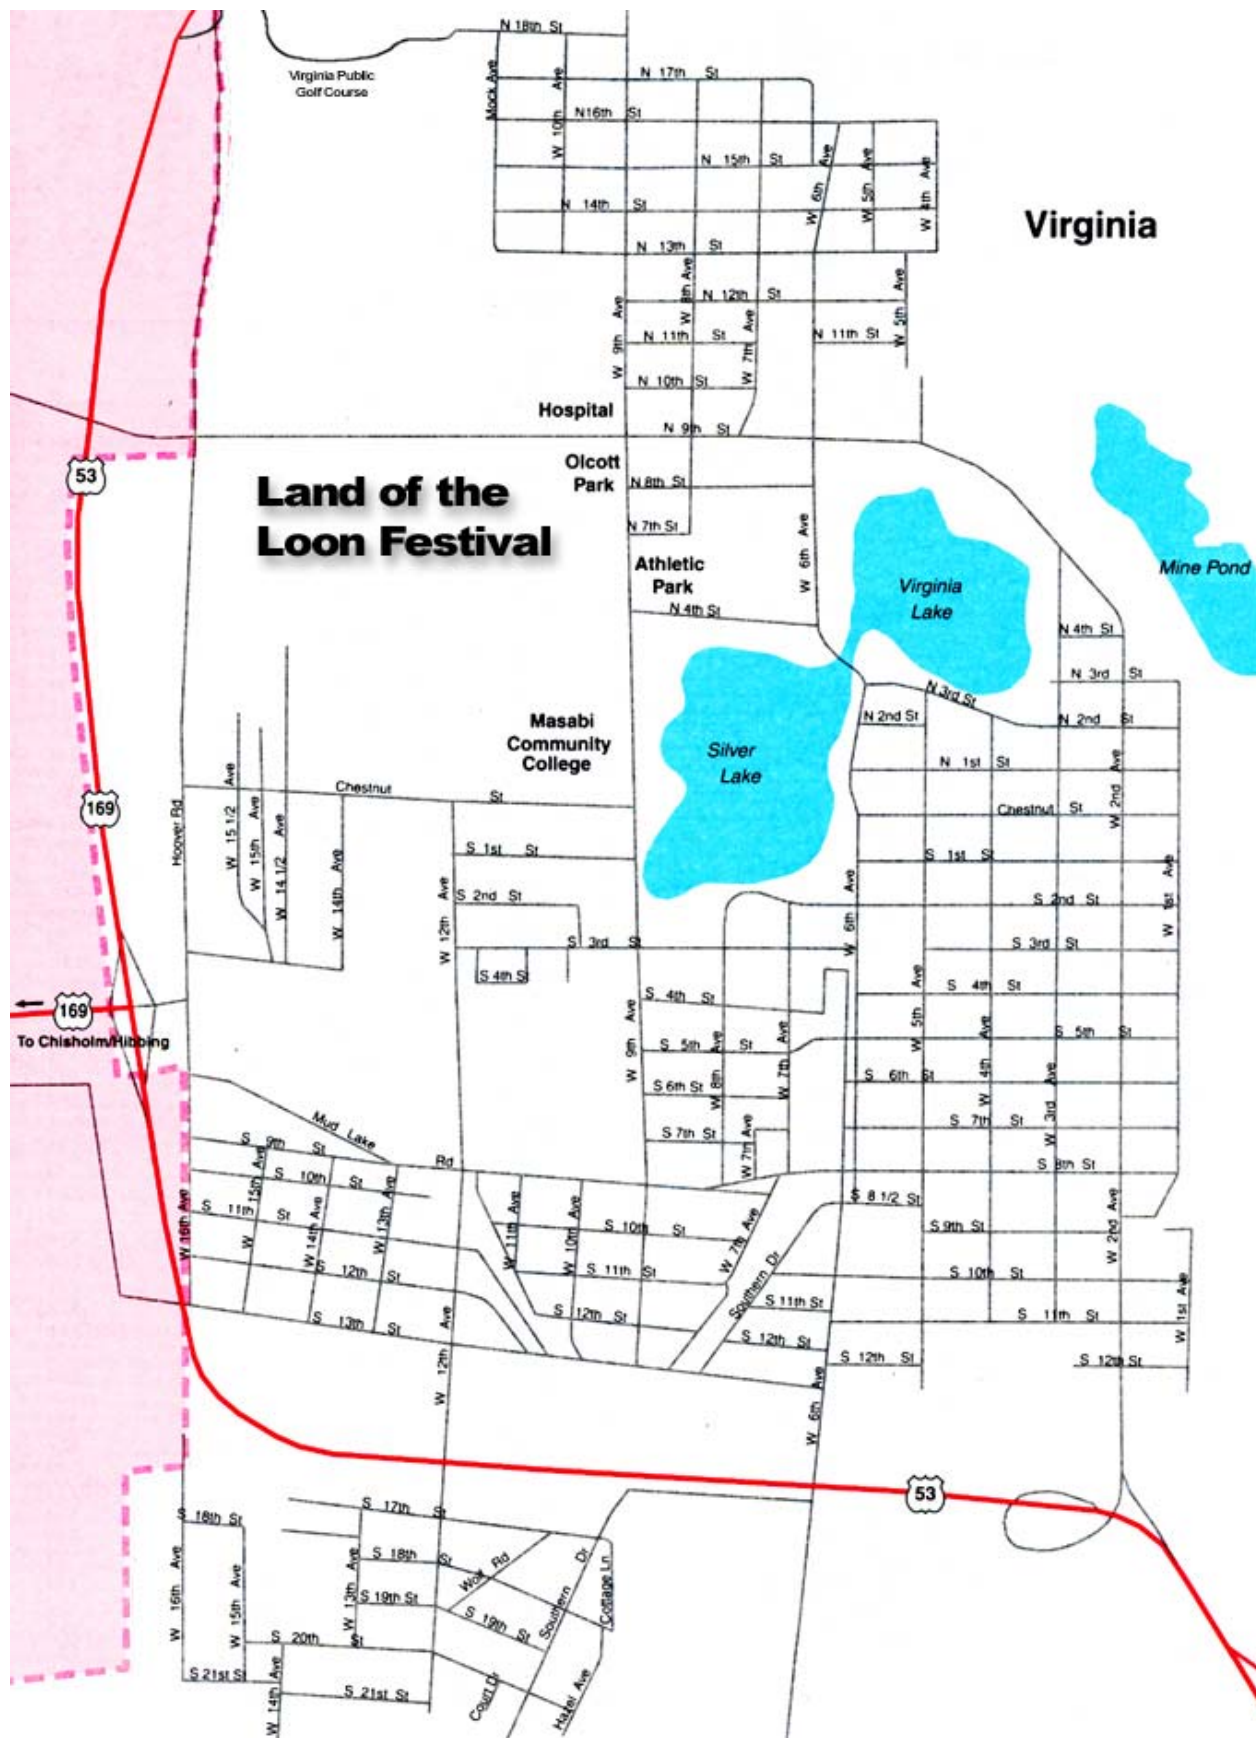 N 18th St
Virginia Public
Golf Course
N 17th St
Mock Ave
W 10th Ave
N16th St
N 15th St
W 6th Ave
W 5th Ave
W 4th Ave
N 14th St
Virginia
N 13th St
W 8th Ave
N 12th St
W 9th Ave
W 7th Ave
W 5th Ave
N 11th St
N 11th St
N 10th St
Hospital
N 9th St
Olcott
Park
53
N 8th St
Land of the
Loon Festival
N 7th St
W 6th Ave
Athletic
Park
Mine Pond
Virginia
Lake
N 4th St
N 4th St
N 3rd St
N 3rd St
N 2nd St
N 2nd St
Masabi
Community
College
Silver
Lake
N 1st St
W 2nd Ave
Chestnut St
Chestnut St
169
Hoover Rd
W 15 1/2 Ave
W 15th Ave
W 14 1/2 Ave
W 14th Ave
S 1st St
S 1st St
W 12th Ave
S 2nd St
W 6th Ave
S 2nd St
W 1st Ave
S 3rd St
S 3rd St
S 4th St
S 4th St
S 4th St
169
To Chisholm/Hibbing
W 9th Ave
S 5th St
W 8th Ave
W 7th Ave
W 5th Ave
W 4th Ave
W 3rd Ave
S 5th St
S 6th St
S 6th St
Mud Lake Rd
S 7th St
W 7th Ave
S 7th St
S 9th St
S 8th St
S 10th St
W 15th Ave
W 16th Ave
S 11th St
W 14th Ave
W 13th Ave
W 11th Ave
W 10th Ave
S 10th St
W 7th Ave
S 8 1/2 St
S 9th St
W 2nd Ave
S 12th St
S 11th St
Southern Dr
S 10th St
S 11th St
S 11th St
W 1st Ave
S 13th St
S 12th St
S 12th St
S 12th St
S 12th St
W 12th Ave
W 6th Ave
53
S 17th St
S 18th St
S 18th St
Wolf Rd
Southern Dr
Cottage Ln
W 16th Ave
W 15th Ave
W 13th Ave
S 19th St
S 19th St
S 20th St
S 21st St
W 14th Ave
S 21st St
Court Dr
Hazel Ave